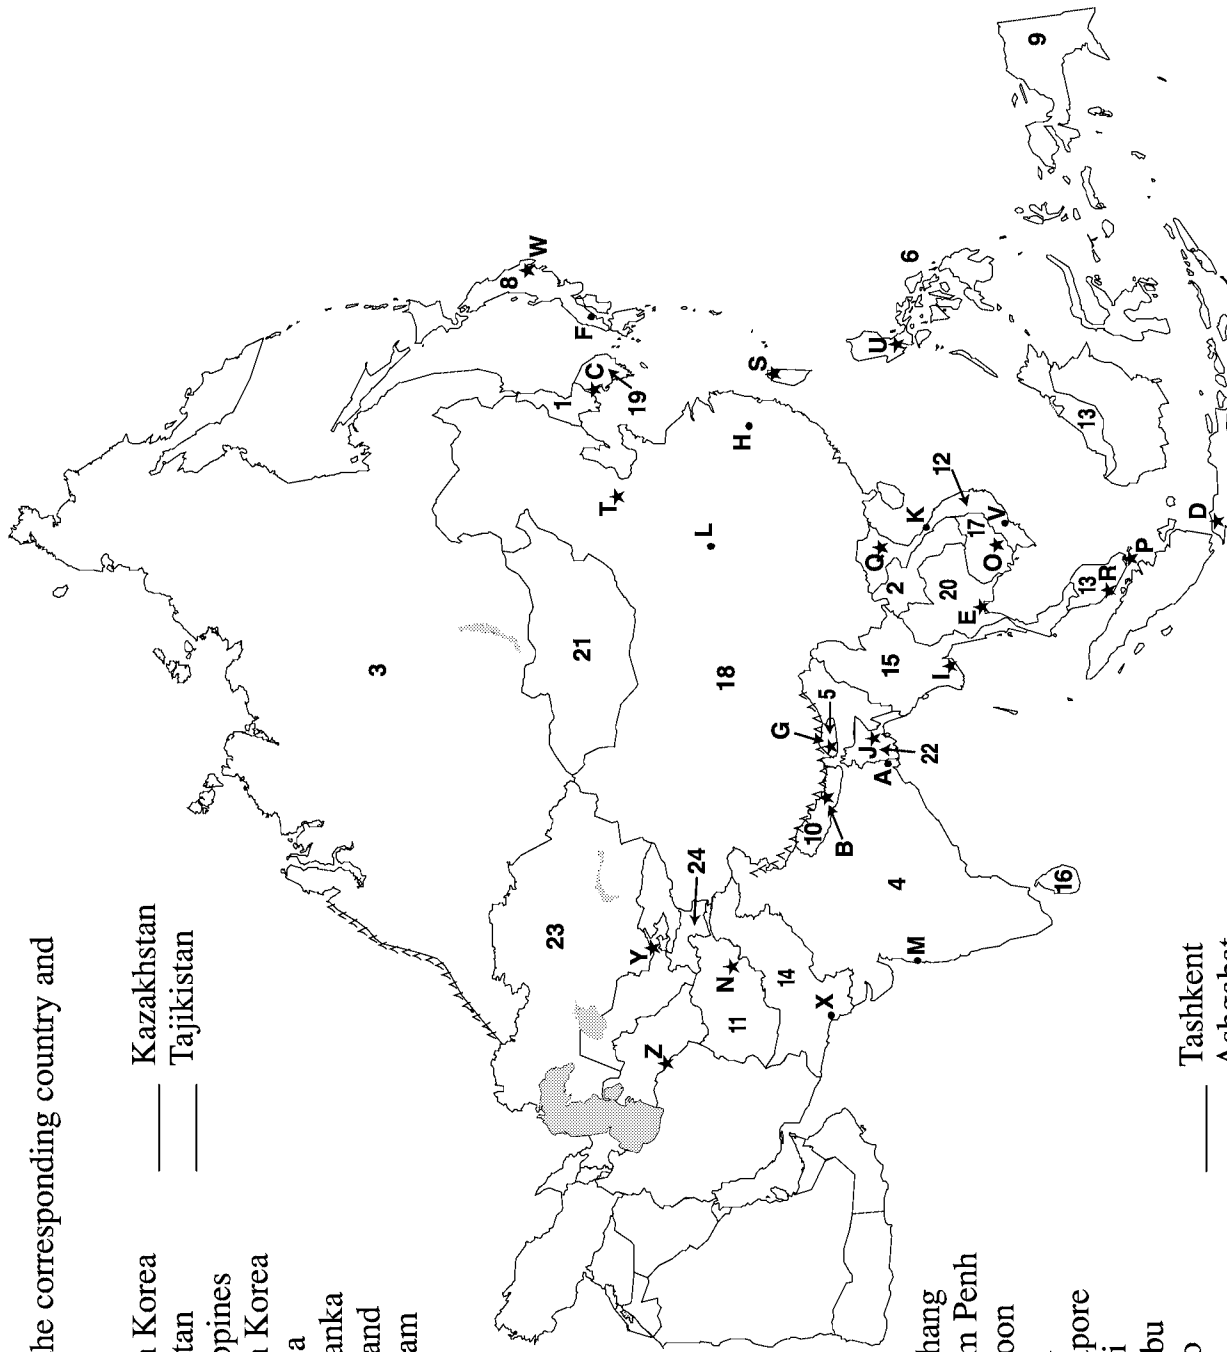 he corresponding country and
n Korea
tan
ppines
n Korea
a
anka
and
am
Kazakhstan
Tajikistan
hang
m Penh
oon
pore
i
bu
o
Tashkent
Ashgabat
3
8
W
F
C
1
19
23
21
T
S
H
Y
Z
24
18
L
N
11
14
X
G
5
10
B
J
22
A
4
M
16
15
I
2
Q
K
12
20
17
E
O
V
U
6
9
13
13
R
P
D